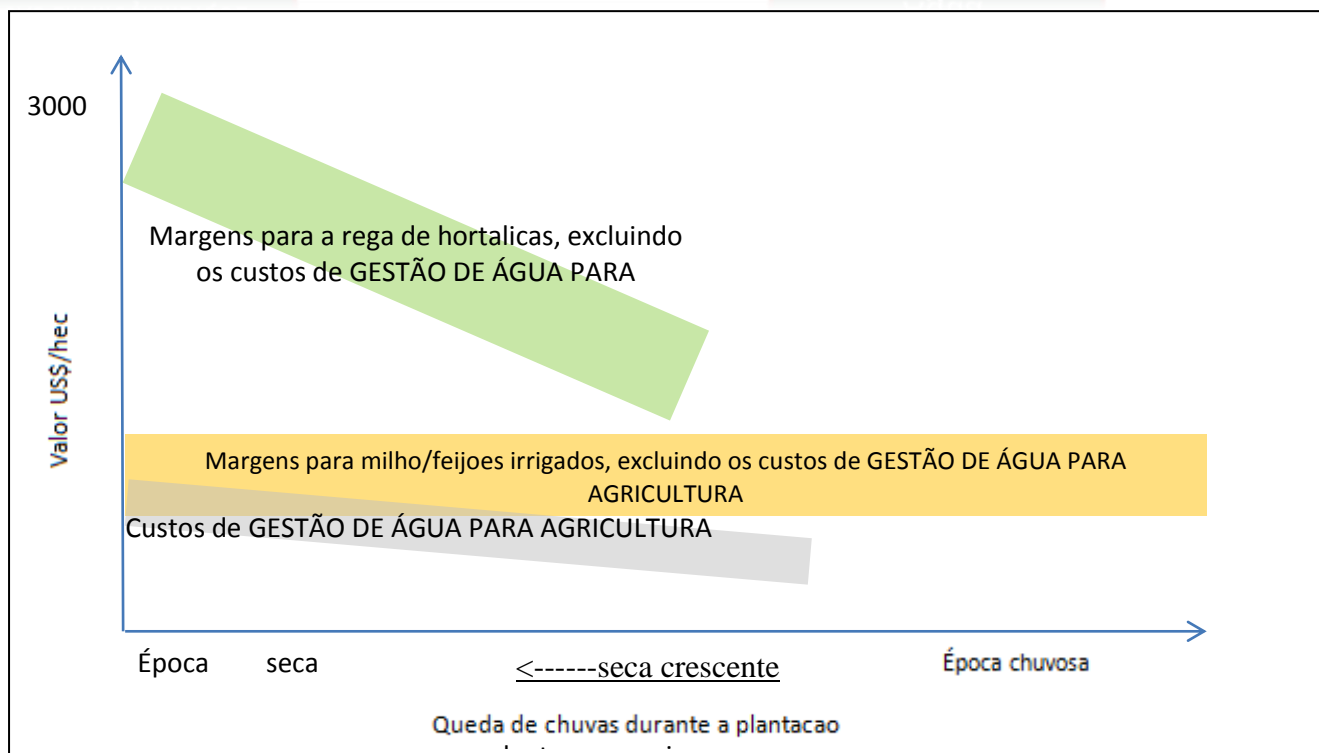 3000
Margens para a rega de hortalicas, excluindo
os custos de GESTÃO DE ÁGUA PARA
Valor US$/hec
Margens para milho/feijoes irrigados, excluindo os custos de GESTÃO DE ÁGUA PARA
AGRICULTURA
Custos de GESTÃO DE ÁGUA PARA AGRICULTURA
Época seca
<------seca crescente
Época chuvosa
Queda de chuvas durante a plantacao